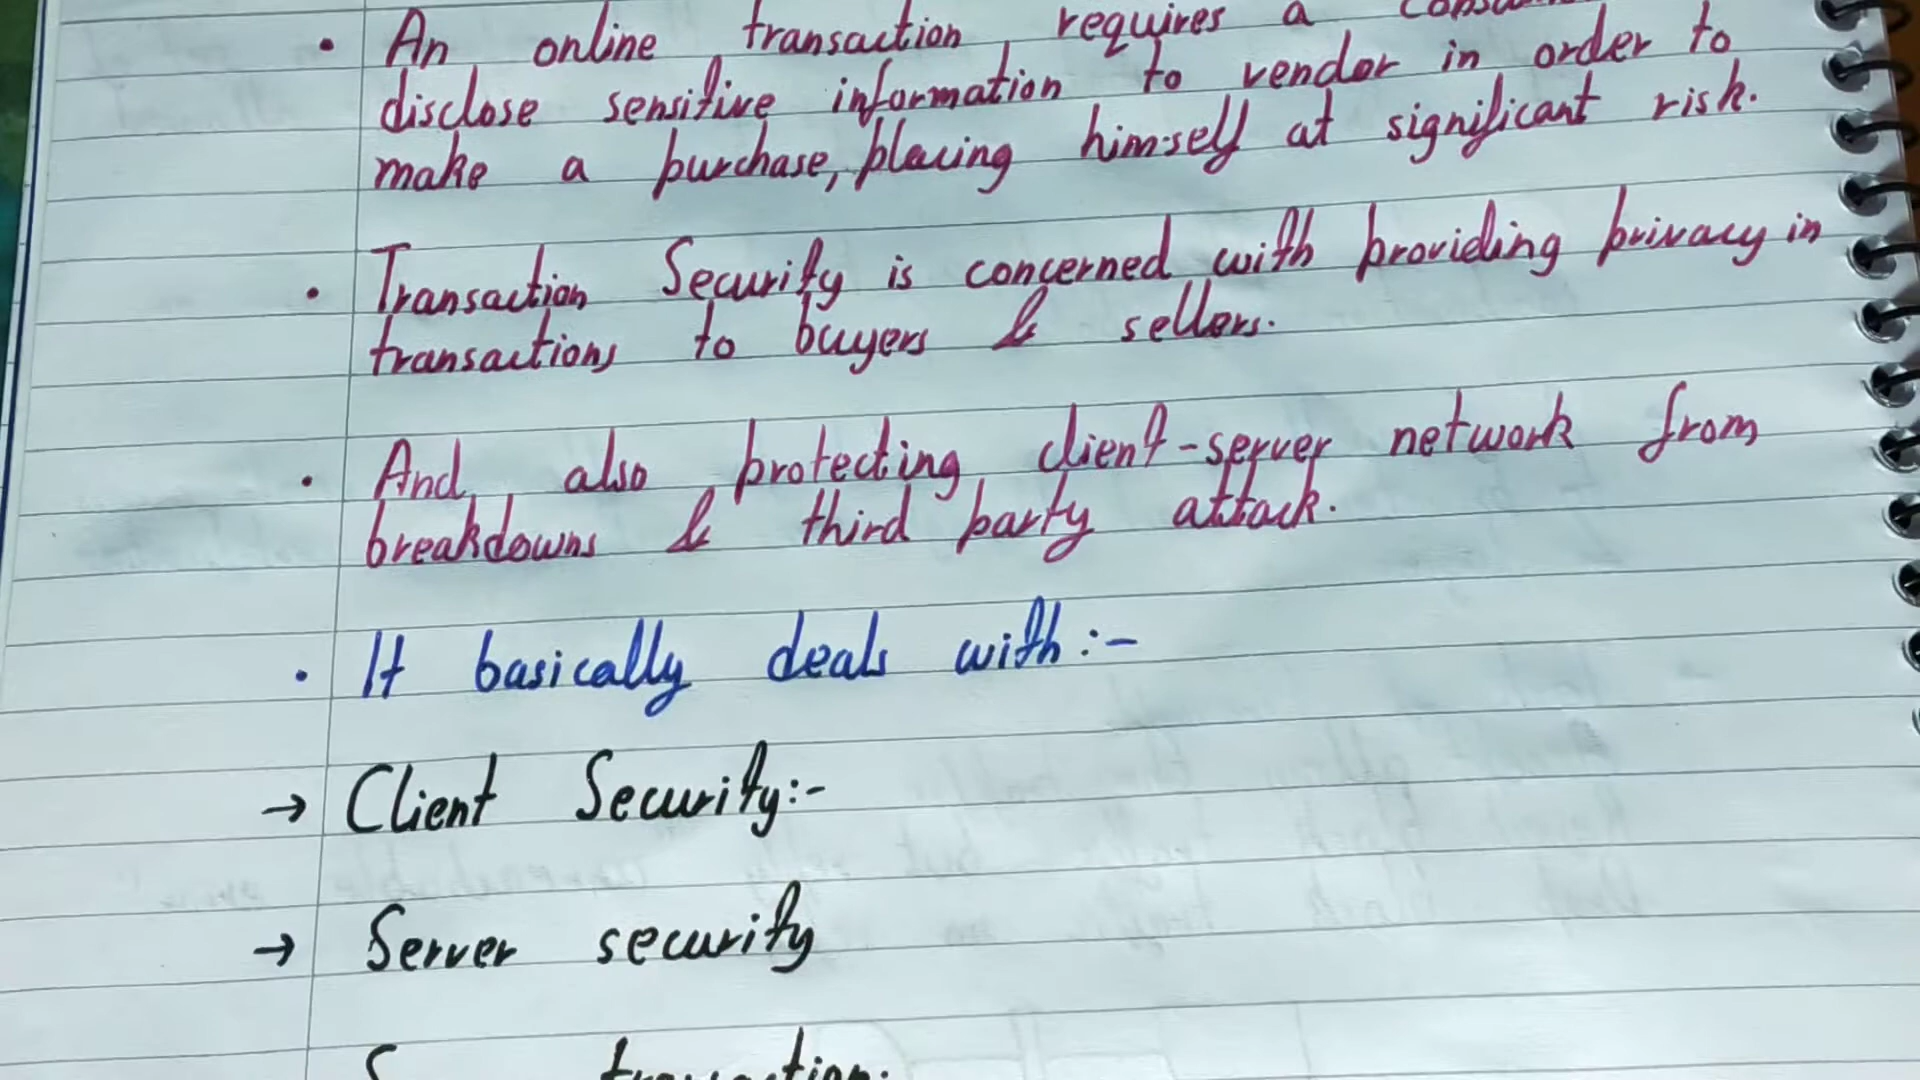 • An online transaction requires a
disclose sensitive information to vendor in order to
make a purchase, placing himself at significant risk.
• Transaction Security is concerned with providing privacy in
transactions to buyers & sellers.
• And also protecting client-server network from
breakdowns & third party attack.
• It basically deals with:-
→ Client Security:-
→ Server security
transaction.